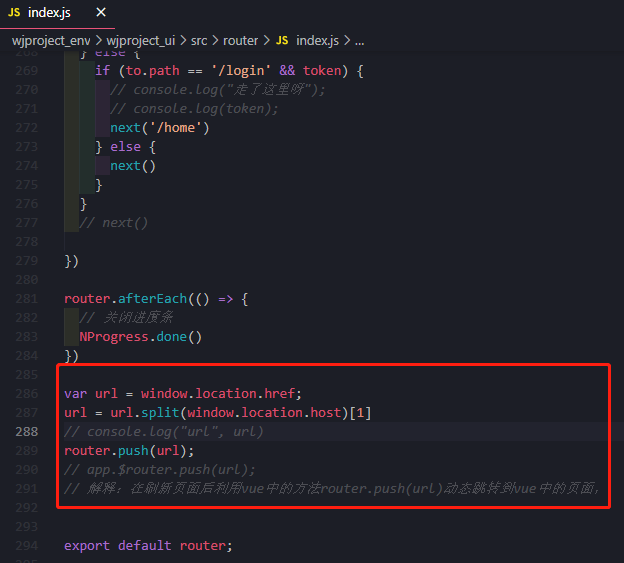 JS index.js ×
wjproject_env > wjproject_ui > src > router > JS index.js > ...
268 } else {
269 if (to.path == '/login' && token) {
270 // console.log("走了这里呀");
271 // console.log(token);
272 next('/home')
273 } else {
274 next()
275 }
276 }
277 // next()
278
279 })
280
281 router.afterEach(() => {
282 // 关闭进度条
283 NProgress.done()
284 })
285
286 var url = window.location.href;
287 url = url.split(window.location.host)[1]
288 // console.log("url", url)
289 router.push(url);
290 // app.$router.push(url);
291 // 解释：在刷新页面后利用vue中的方法router.push(url)动态跳转到vue中的页面，
292
293
294 export default router;